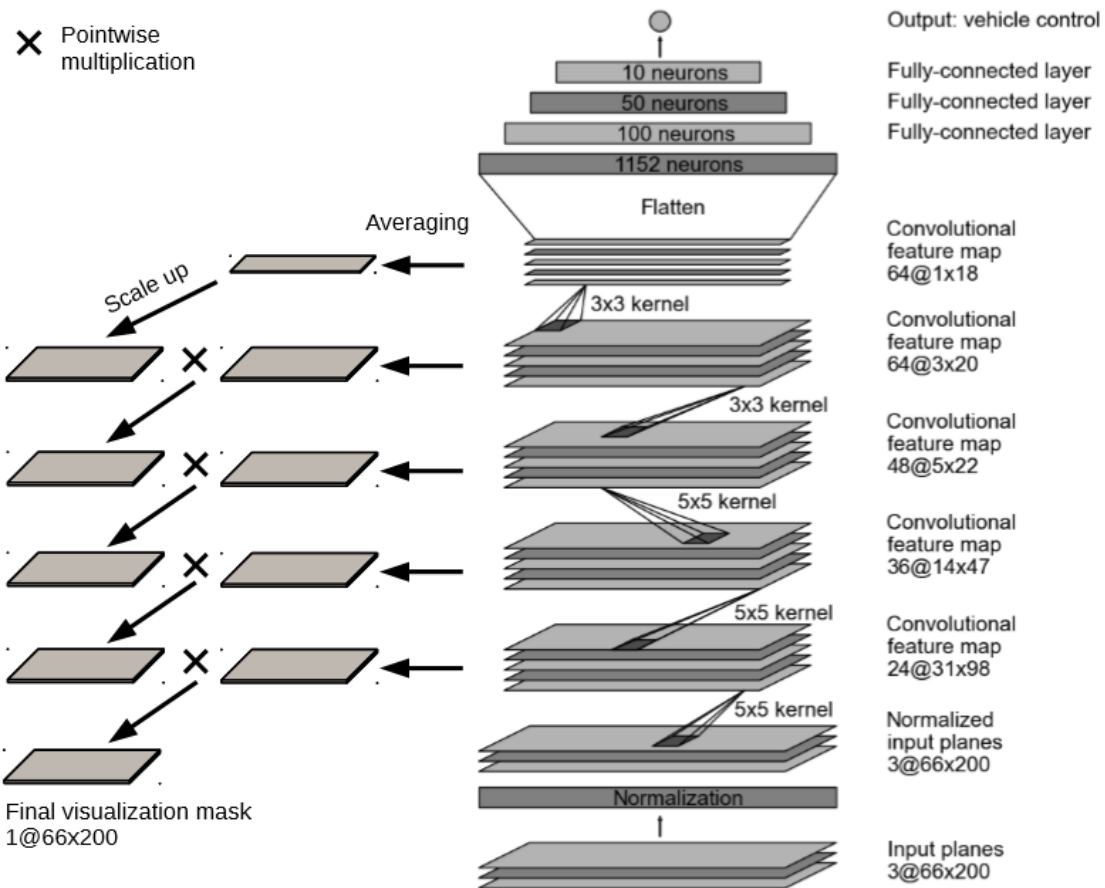 Pointwise
multiplication
Output: vehicle control
10 neurons
Fully-connected layer
50 neurons
Fully-connected layer
100 neurons
Fully-connected layer
1152 neurons
Flatten
Averaging
Convolutional
feature map
64@1x18
Scale up
3x3 kernel
Convolutional
feature map
64@3x20
3x3 kernel
Convolutional
feature map
48@5x22
5x5 kernel
Convolutional
feature map
36@14x47
5x5 kernel
Convolutional
feature map
24@31x98
5x5 kernel
Normalized
input planes
3@66x200
Normalization
Final visualization mask
1@66x200
Input planes
3@66x200